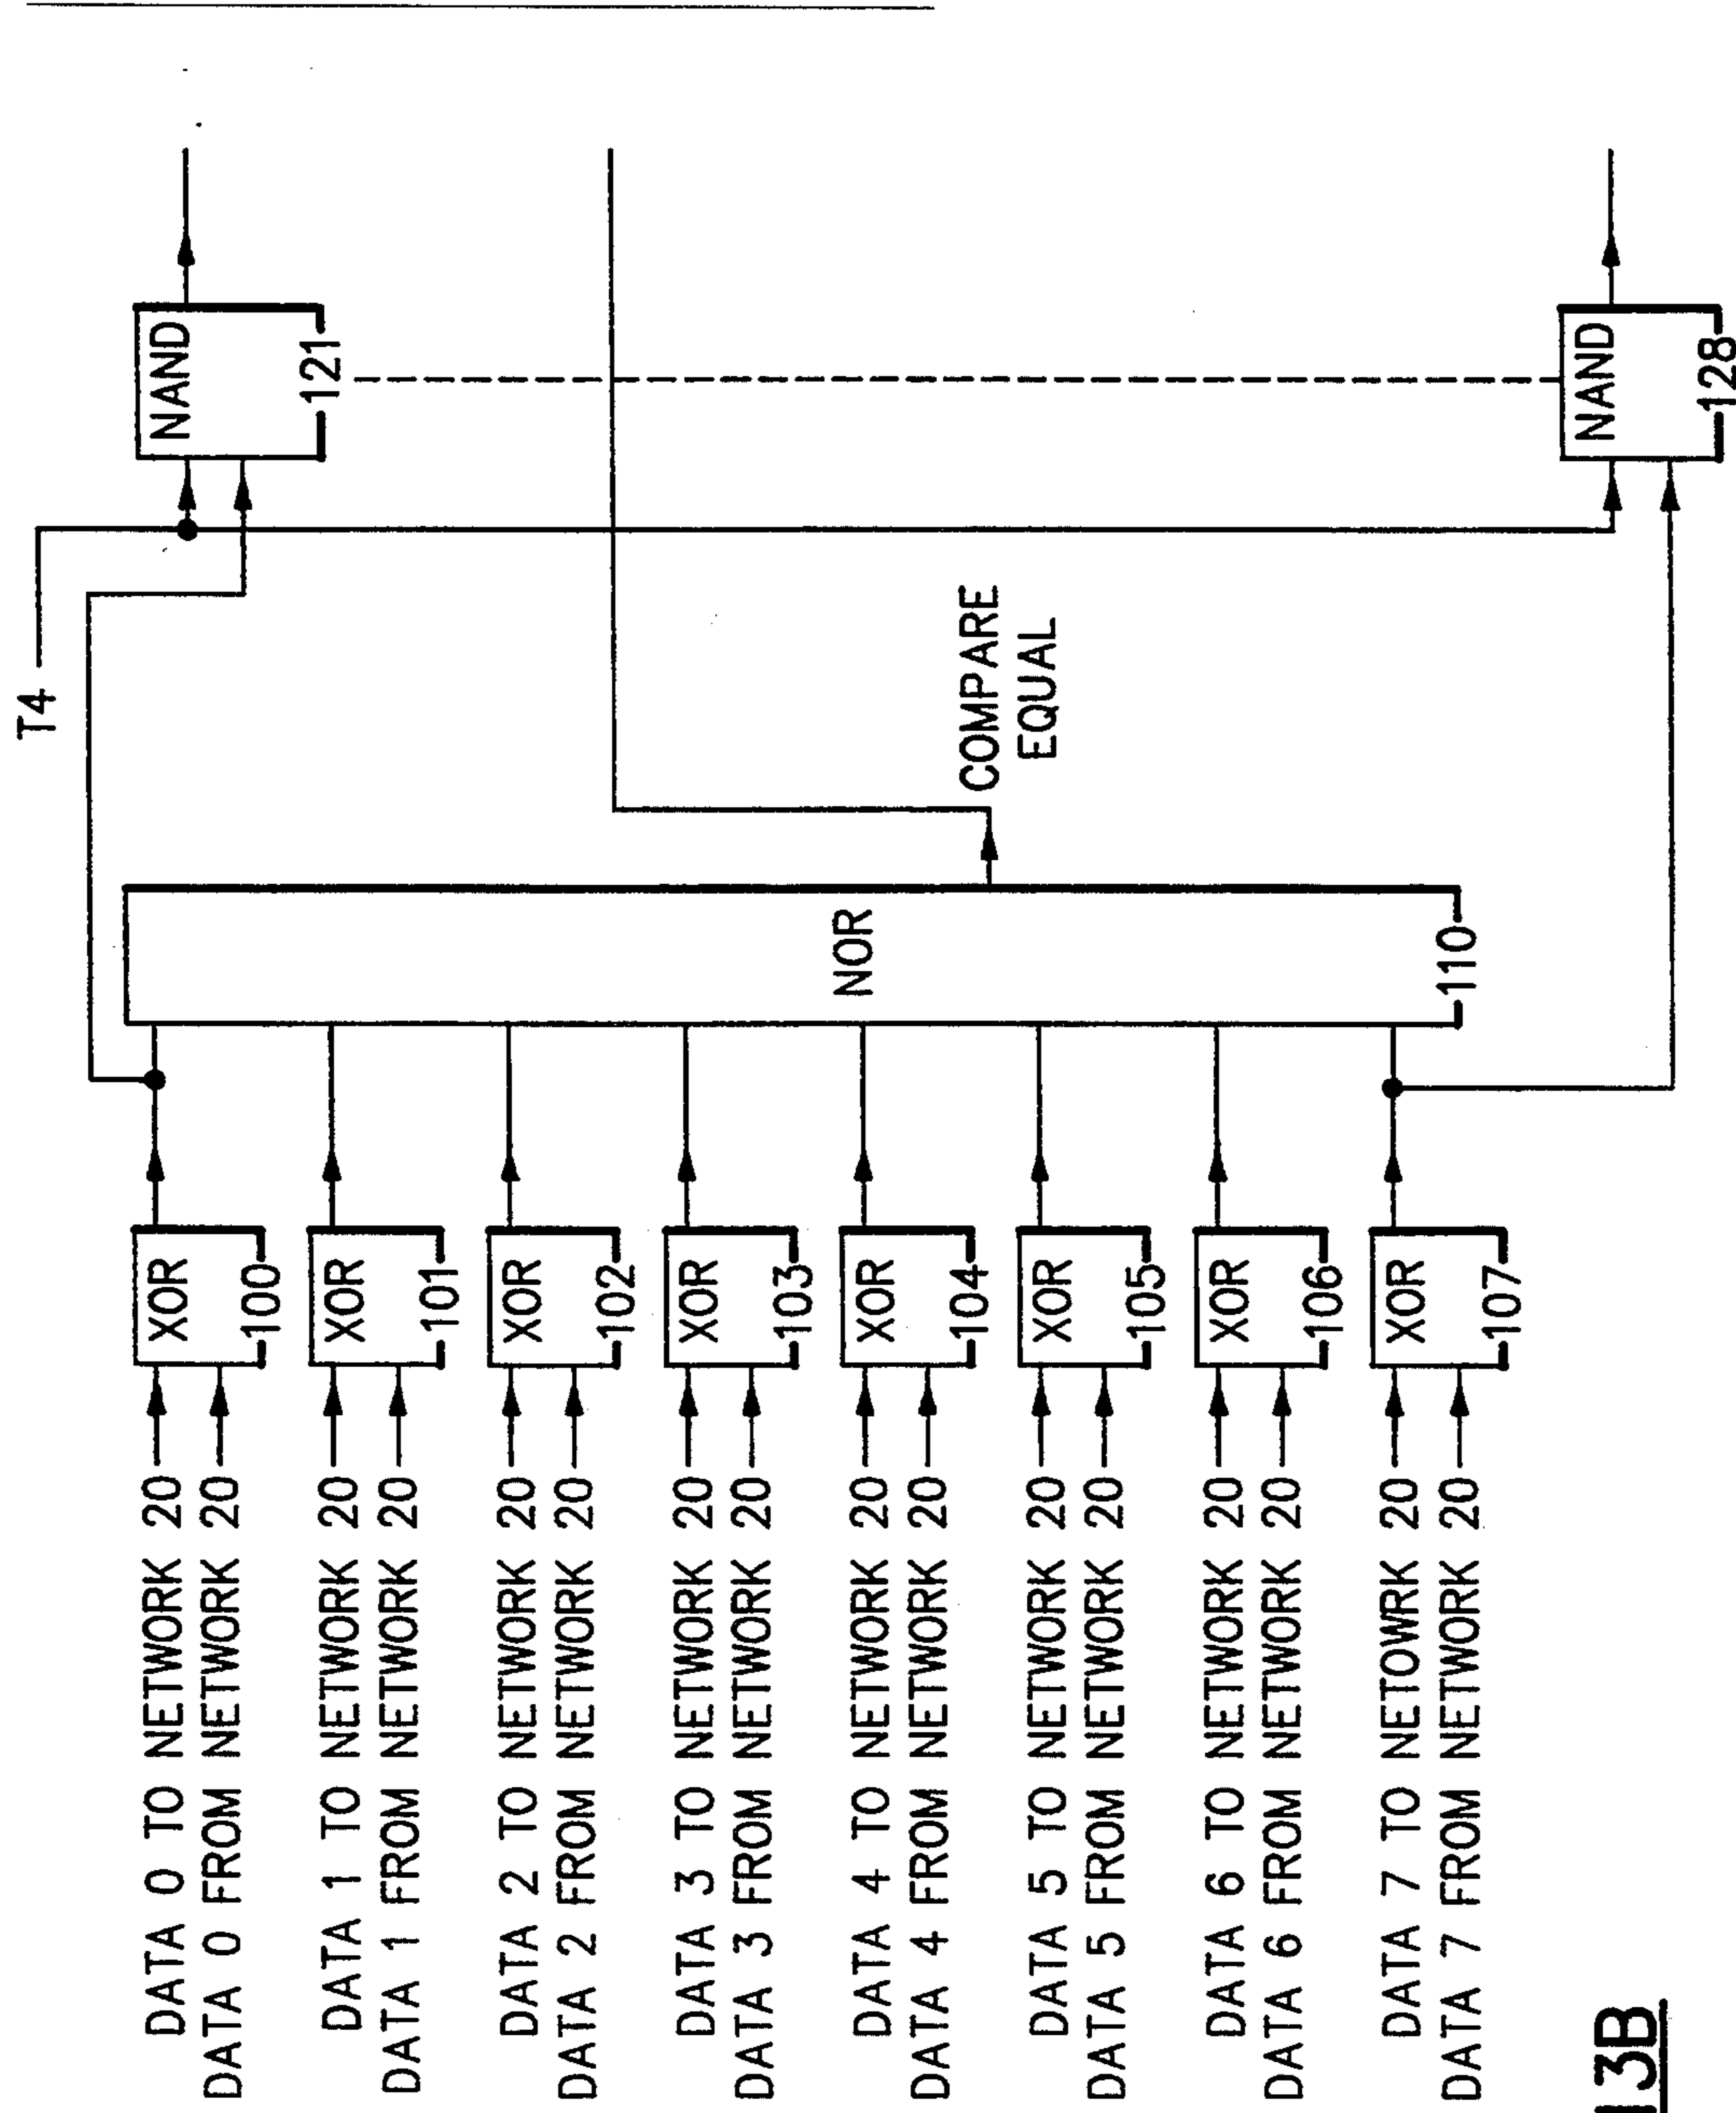 T4
NAND
121
DATA 0 TO NETWORK 20
DATA 0 FROM NETWORK 20
XOR
100
DATA 1 TO NETWORK 20
DATA 1 FROM NETWORK 20
XOR
101
DATA 2 TO NETWORK 20
DATA 2 FROM NETWORK 20
XOR
102
DATA 3 TO NETWORK 20
DATA 3 FROM NETWORK 20
XOR
103
DATA 4 TO NETWORK 20
DATA 4 FROM NETWORK 20
XOR
104
DATA 5 TO NETWORK 20
DATA 5 FROM NETWORK 20
XOR
105
DATA 6 TO NETWORK 20
DATA 6 FROM NETWORK 20
XOR
106
DATA 7 TO NETOWRK 20
DATA 7 FROM NETWORK 20
XOR
107
NOR
110
COMPARE
EQUAL
NAND
128
13B